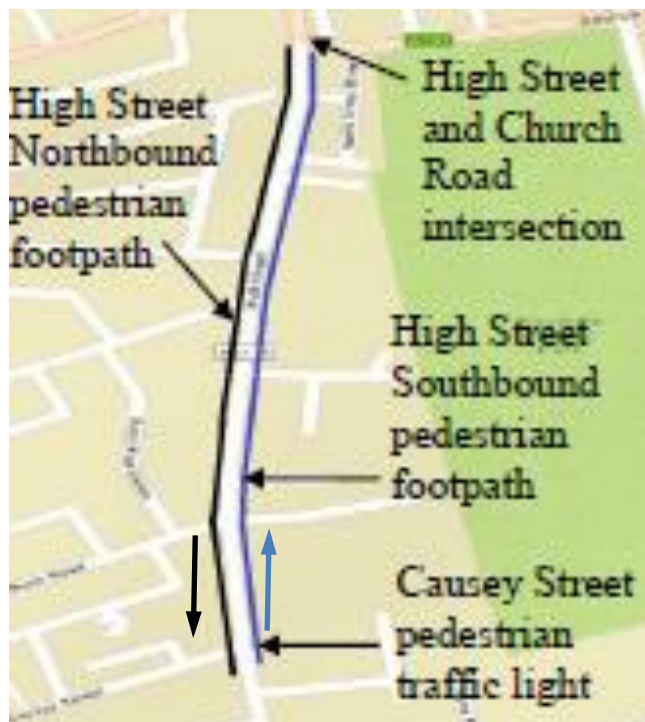 High Street
Northbound
pedestrian
footpath
High Street
and Church
Road
intersection
High Street
Southbound
pedestrian
footpath
Causey Street
pedestrian
traffic light